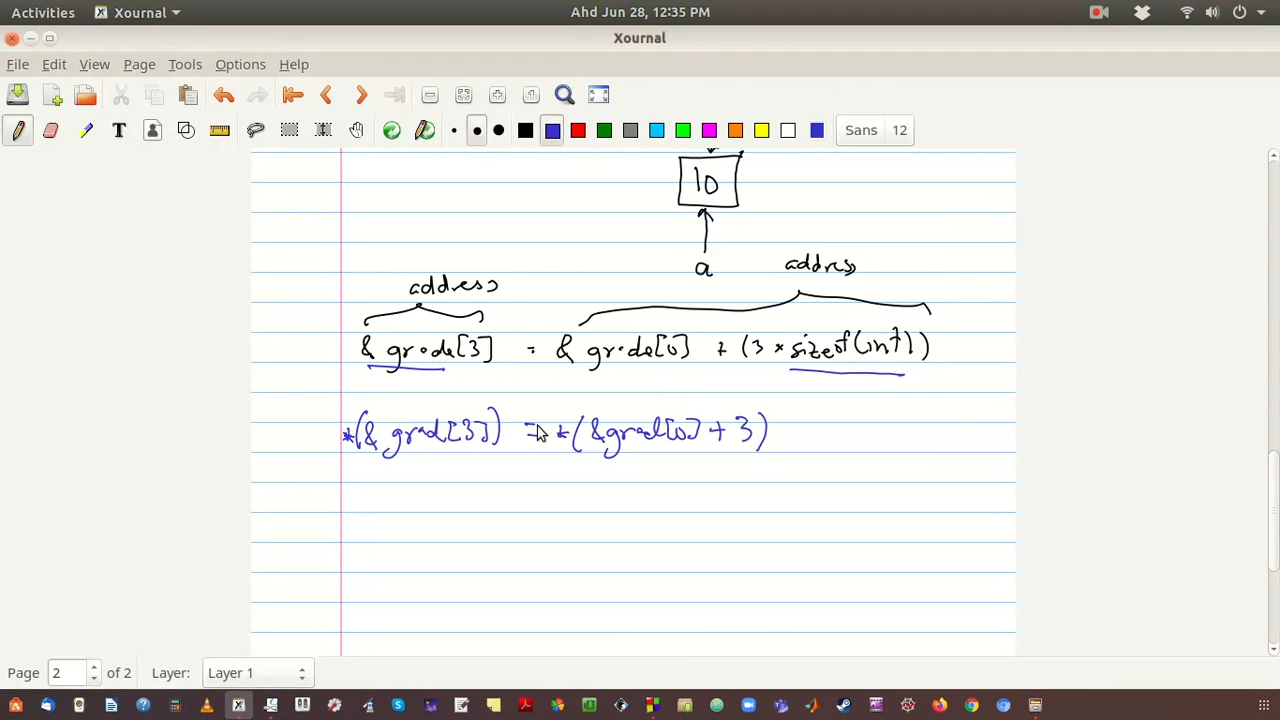 Activities Xournal Ahd Jun 28, 12:35 PM
Xournal
File Edit View Page Tools Options Help
T Sans 12
10
a
address address
& grade[3] = & grade[0] + (3 * sizeof(int))
*(& grad[3]) = *(&grad[0] + 3)
Page 2 of 2 Layer: Layer 1